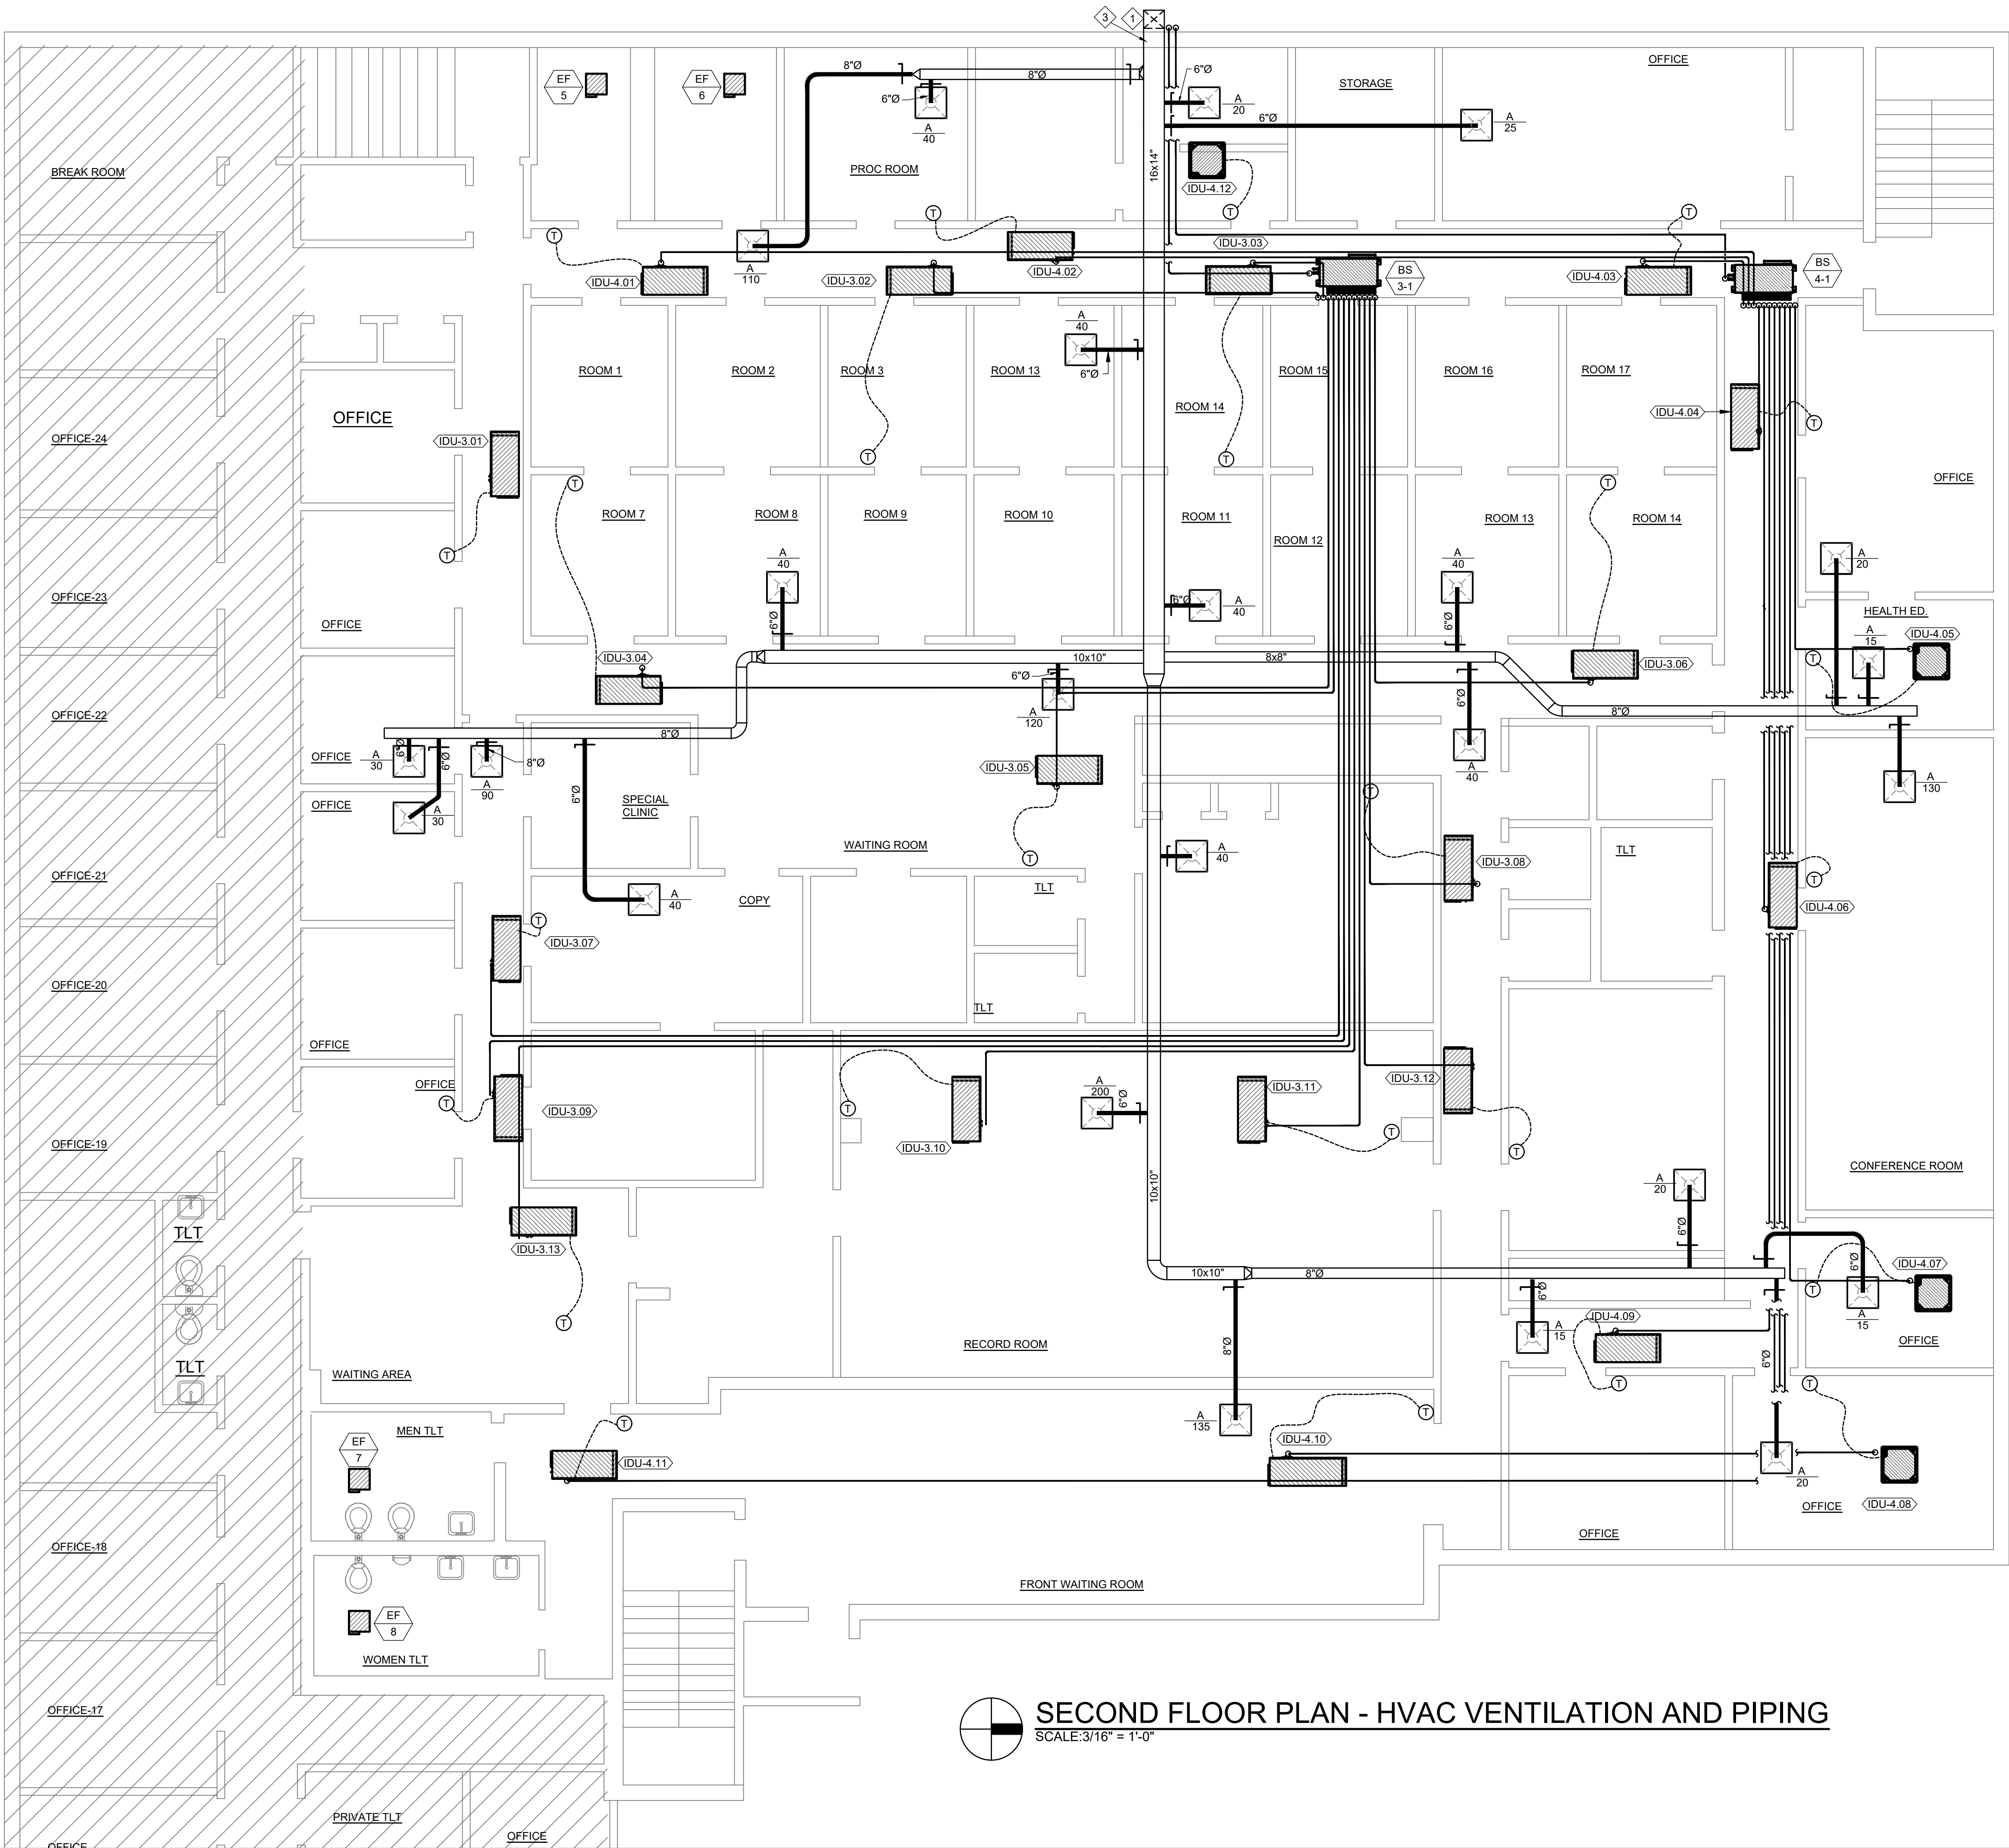 3
1
EF
5
EF
6
8"Ø
8"Ø
6"Ø
A
40
6"Ø
A
20
6"Ø
A
25
STORAGE
OFFICE
BREAK ROOM
PROC ROOM
16x14"
IDU-4.12
T
T
T
T
A
110
IDU-4.01
IDU-3.02
IDU-4.02
IDU-3.03
BS
3-1
IDU-4.03
BS
4-1
A
40
6"Ø
ROOM 1
ROOM 2
ROOM 3
ROOM 13
ROOM 14
ROOM 15
ROOM 16
ROOM 17
OFFICE
IDU-4.04
T
OFFICE-24
IDU-3.01
T
T
T
T
T
OFFICE
ROOM 7
ROOM 8
ROOM 9
ROOM 10
ROOM 11
ROOM 12
ROOM 13
ROOM 14
A
40
6"Ø
6"Ø
A
40
A
40
6"Ø
A
20
OFFICE-23
OFFICE
HEALTH ED.
A
15
IDU-4.05
T
IDU-3.04
10x10"
8x8"
IDU-3.06
6"Ø
A
120
6"Ø
A
40
8"Ø
OFFICE-22
8"Ø
OFFICE
A
30
6"Ø
6"Ø
A
90
8"Ø
OFFICE
A
30
6"Ø
SPECIAL
CLINIC
IDU-3.05
T
T
A
130
WAITING ROOM
A
40
IDU-3.08
TLT
T
IDU-4.06
OFFICE-21
A
40
COPY
TLT
T
IDU-3.07
OFFICE-20
TLT
OFFICE
OFFICE
T
IDU-3.09
T
IDU-3.10
A
200
6"Ø
IDU-3.11
T
IDU-3.12
T
OFFICE-19
CONFERENCE ROOM
10x10"
A
20
6"Ø
TLT
IDU-3.13
T
10x10"
8"Ø
6"Ø
IDU-4.07
T
A
15
OFFICE
6"Ø
A
15
IDU-4.09
T
8"Ø
RECORD ROOM
6"Ø
TLT
WAITING AREA
T
T
MEN TLT
EF
7
T
IDU-4.11
A
135
IDU-4.10
A
20
IDU-4.08
OFFICE
OFFICE
OFFICE-18
FRONT WAITING ROOM
EF
8
WOMEN TLT
OFFICE-17
SECOND FLOOR PLAN - HVAC VENTILATION AND PIPING
SCALE:3/16" = 1'-0"
PRIVATE TLT
OFFICE
OFFICE